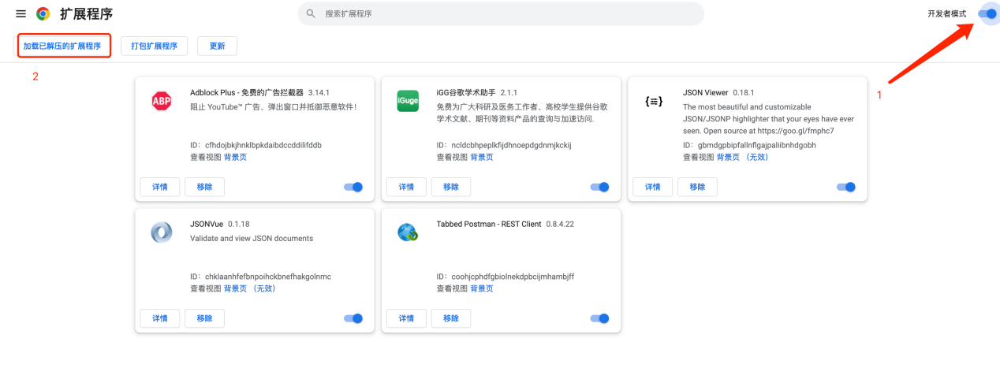 扩展程序
搜索扩展程序
开发者模式
加载已解压的扩展程序
打包扩展程序
更新
2
1
ABP
Adblock Plus - 免费的广告拦截器 3.14.1
阻止 YouTube™ 广告、弹出窗口并抵御恶意软件!
ID：cfhdojbkjhnklbpkdaibdccddilifddb
查看视图 背景页
详情
移除
iGuge
iGG谷歌学术助手 2.1.1
免费为广大科研及医务工作者、高校学生提供谷歌
学术文献、期刊等资料产品的查询与加速访问.
ID：ncldcbhpeplkfijdhnoepdgdnmjkckij
查看视图 背景页
详情
移除
{≡}
JSON Viewer 0.18.1
The most beautiful and customizable
JSON/JSONP highlighter that your eyes have ever
seen. Open source at https://goo.gl/fmphc7
ID：gbmdgpbipfallnflgajpaliibnhdgobh
查看视图 背景页 （无效）
详情
移除
JSONVue 0.1.18
Validate and view JSON documents
ID：chklaanhfefbnpoihckbnefhakgolnmc
查看视图 背景页 （无效）
详情
移除
Tabbed Postman - REST Client 0.8.4.22
ID：coohjcphdfgbiolnekdpbcijmhambjff
查看视图 背景页
详情
移除